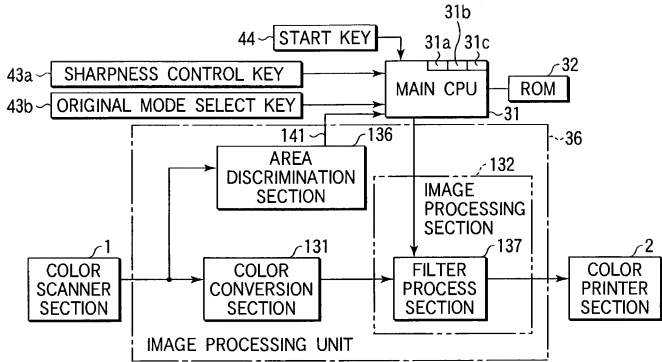 31b
44
START KEY
31a
31c
32
43a
SHARPNESS CONTROL KEY
MAIN CPU
ROM
43b
ORIGINAL MODE SELECT KEY
31
141
136
36
AREA
DISCRIMINATION
SECTION
132
IMAGE
PROCESSING
SECTION
1
131
137
2
COLOR
SCANNER
SECTION
COLOR
CONVERSION
SECTION
FILTER
PROCESS
SECTION
COLOR
PRINTER
SECTION
IMAGE PROCESSING UNIT